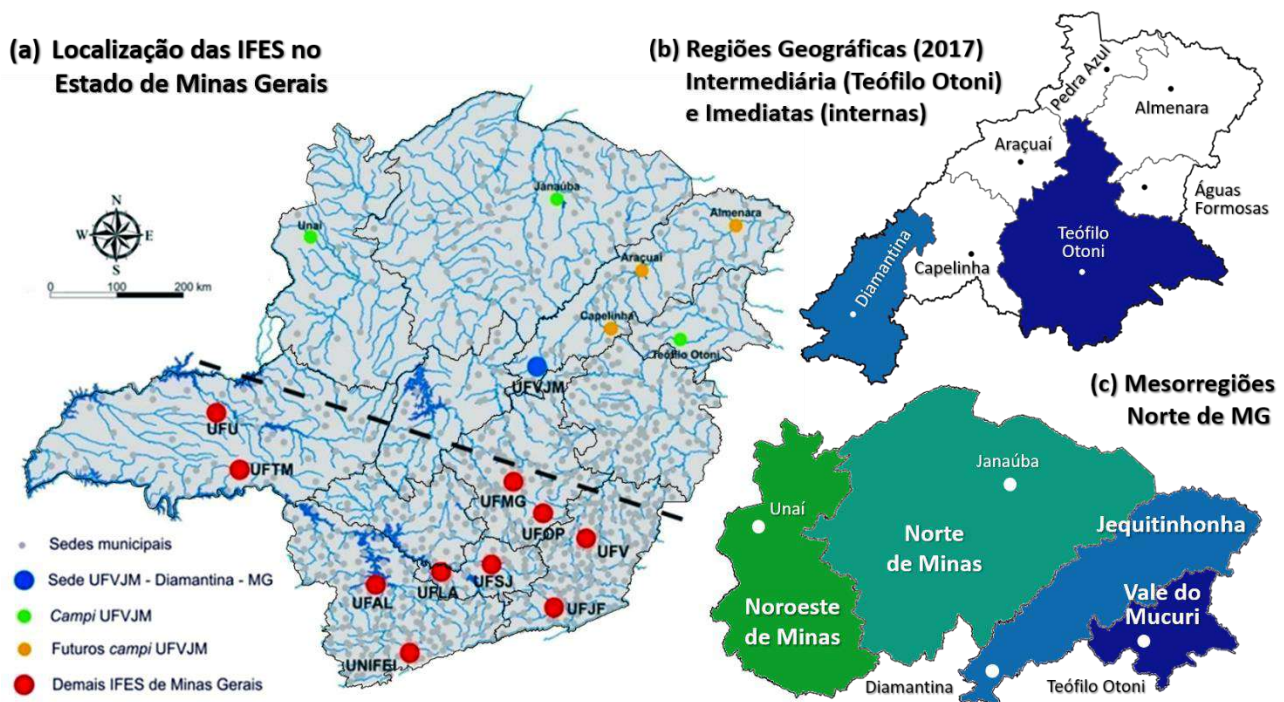 (a) Localização das IFES no
Estado de Minas Gerais
N
W
E
S
0 100 200 km
Unaí
Janaúba
Almenara
Araçuaí
Capelinha
Teófilo Otoni
UFVJM
UFU
UFTM
UFMG
UFOP
UFV
UFSJ
UFLA
UFAL
UFJF
UNIFEI
Sedes municipais
Sede UFVJM - Diamantina - MG
Campi UFVJM
Futuros campi UFVJM
Demais IFES de Minas Gerais
(b) Regiões Geográficas (2017)
Intermediária (Teófilo Otoni)
e Imediatas (internas)
Pedra Azul
Almenara
Araçuaí
Águas
Formosas
Teófilo
Otoni
Capelinha
Diamantina
(c) Mesorregiões
Norte de MG
Janaúba
Unaí
Jequitinhonha
Norte
de Minas
Vale do
Mucuri
Noroeste
de Minas
Diamantina
Teófilo Otoni